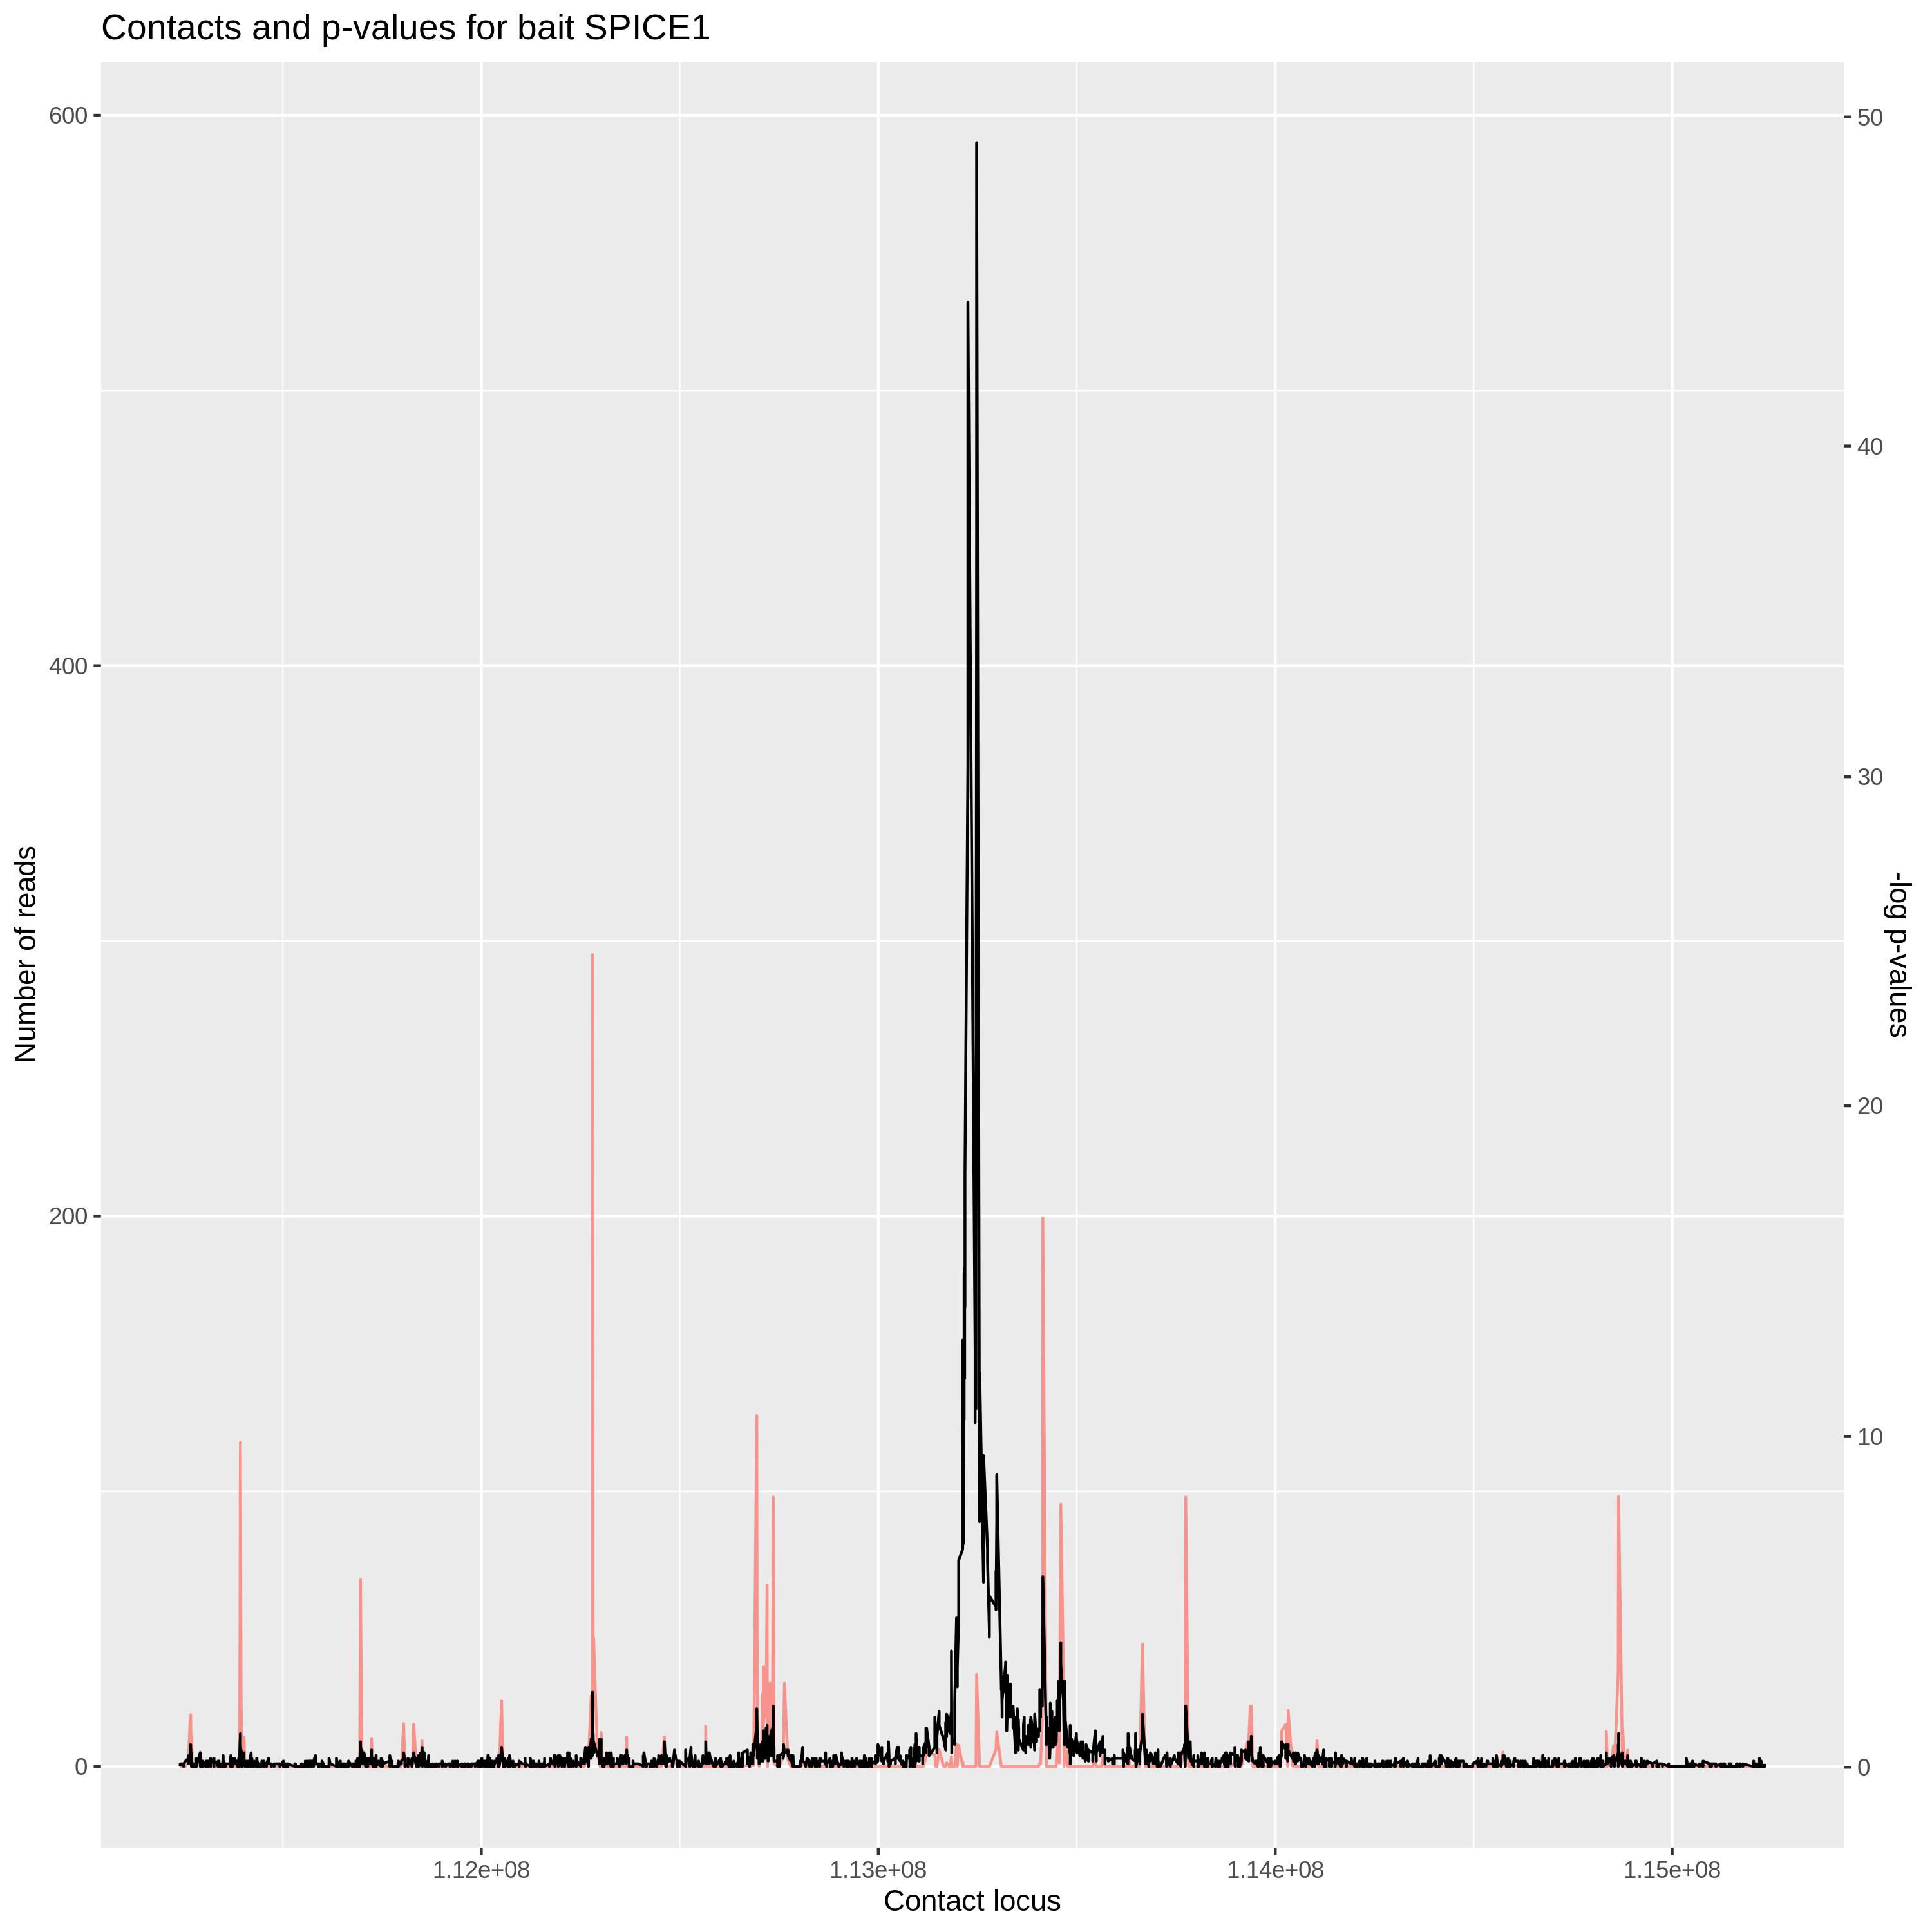 Contacts and p-values for bait SPICE1
Number of reads
600
400
200
0
50
40
30
20
10
0
-log p-values
1.12e+08
1.13e+08
1.14e+08
1.15e+08
Contact locus